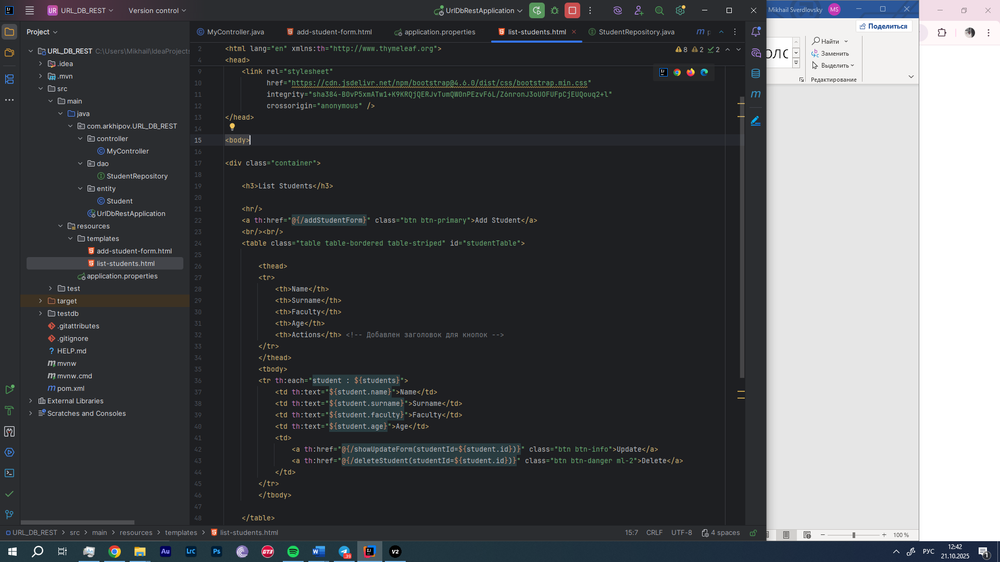 UR URL_DB_REST Version control UrlDbRestApplication
Mikhail Sverdlovsky MS
Project
MyController.java add-student-form.html application.properties list-students.html StudentRepository.java
Поделиться
Найти
Заменить
Выделить
Редактирование
URL_DB_REST C:\Users\Mikhail\IdeaProjects
.idea
.mvn
src
main
java
com.arkhipov.URL_DB_REST
controller
MyController
dao
StudentRepository
entity
Student
UrlDbRestApplication
resources
templates
add-student-form.html
list-students.html
application.properties
test
target
testdb
.gitattributes
.gitignore
HELP.md
mvnw
mvnw.cmd
pom.xml
External Libraries
Scratches and Consoles
8 2 2
2 <html lang="en" xmlns:th="http://www.thymeleaf.org">
4 <head>
9 <link rel="stylesheet"
10 href="https://cdn.jsdelivr.net/npm/bootstrap@4.6.0/dist/css/bootstrap.min.css"
11 integrity="sha384-B0vP5xmATw1+K9KRQjQERJvTumQW0nPEzvF6L/Z6nronJ3oUOFUFpCjEUQouq2+l"
12 crossorigin="anonymous" />
13 </head>
14
15 <body>
16
17 <div class="container">
18
19 <h3>List Students</h3>
20
21 <hr/>
22 <a th:href="@{/addStudentForm}" class="btn btn-primary">Add Student</a>
23 <br/><br/>
24 <table class="table table-bordered table-striped" id="studentTable">
25
26 <thead>
27 <tr>
28 <th>Name</th>
29 <th>Surname</th>
30 <th>Faculty</th>
31 <th>Age</th>
32 <th>Actions</th> <!-- Добавлен заголовок для кнопок -->
33 </tr>
34 </thead>
35 <tbody>
36 <tr th:each="student : ${students}">
37 <td th:text="${student.name}">Name</td>
38 <td th:text="${student.surname}">Surname</td>
39 <td th:text="${student.faculty}">Faculty</td>
40 <td th:text="${student.age}">Age</td>
41 <td>
42 <a th:href="@{/showUpdateForm(studentId=${student.id})}" class="btn btn-info">Update</a>
43 <a th:href="@{/deleteStudent(studentId=${student.id})}" class="btn btn-danger ml-2">Delete</a>
44 </td>
45 </tr>
46 </tbody>
47
48 </table>
URL_DB_REST > src > main > resources > templates > list-students.html
15:7 CRLF UTF-8 4 spaces
100 %
Au Lrc Ps GT3 W 39 V2
РУС
12:42
21.10.2025
1